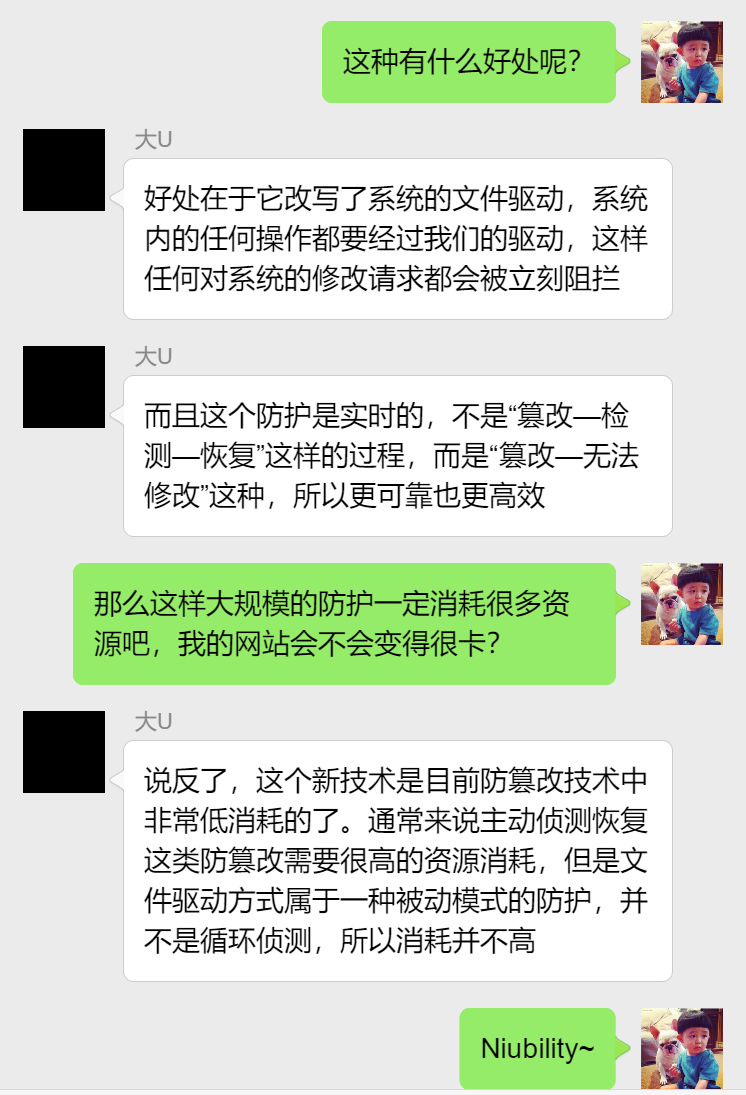 这种有什么好处呢？
大U
好处在于它改写了系统的文件驱动，系统
内的任何操作都要经过我们的驱动，这样
任何对系统的修改请求都会被立刻阻拦
大U
而且这个防护是实时的，不是“篡改—检
测—恢复”这样的过程，而是“篡改—无法
修改”这种，所以更可靠也更高效
那么这样大规模的防护一定消耗很多资
源吧，我的网站会不会变得很卡？
大U
说反了，这个新技术是目前防篡改技术中
非常低消耗的了。通常来说主动侦测恢复
这类防篡改需要很高的资源消耗，但是文
件驱动方式属于一种被动模式的防护，并
不是循环侦测，所以消耗并不高
Niubility~